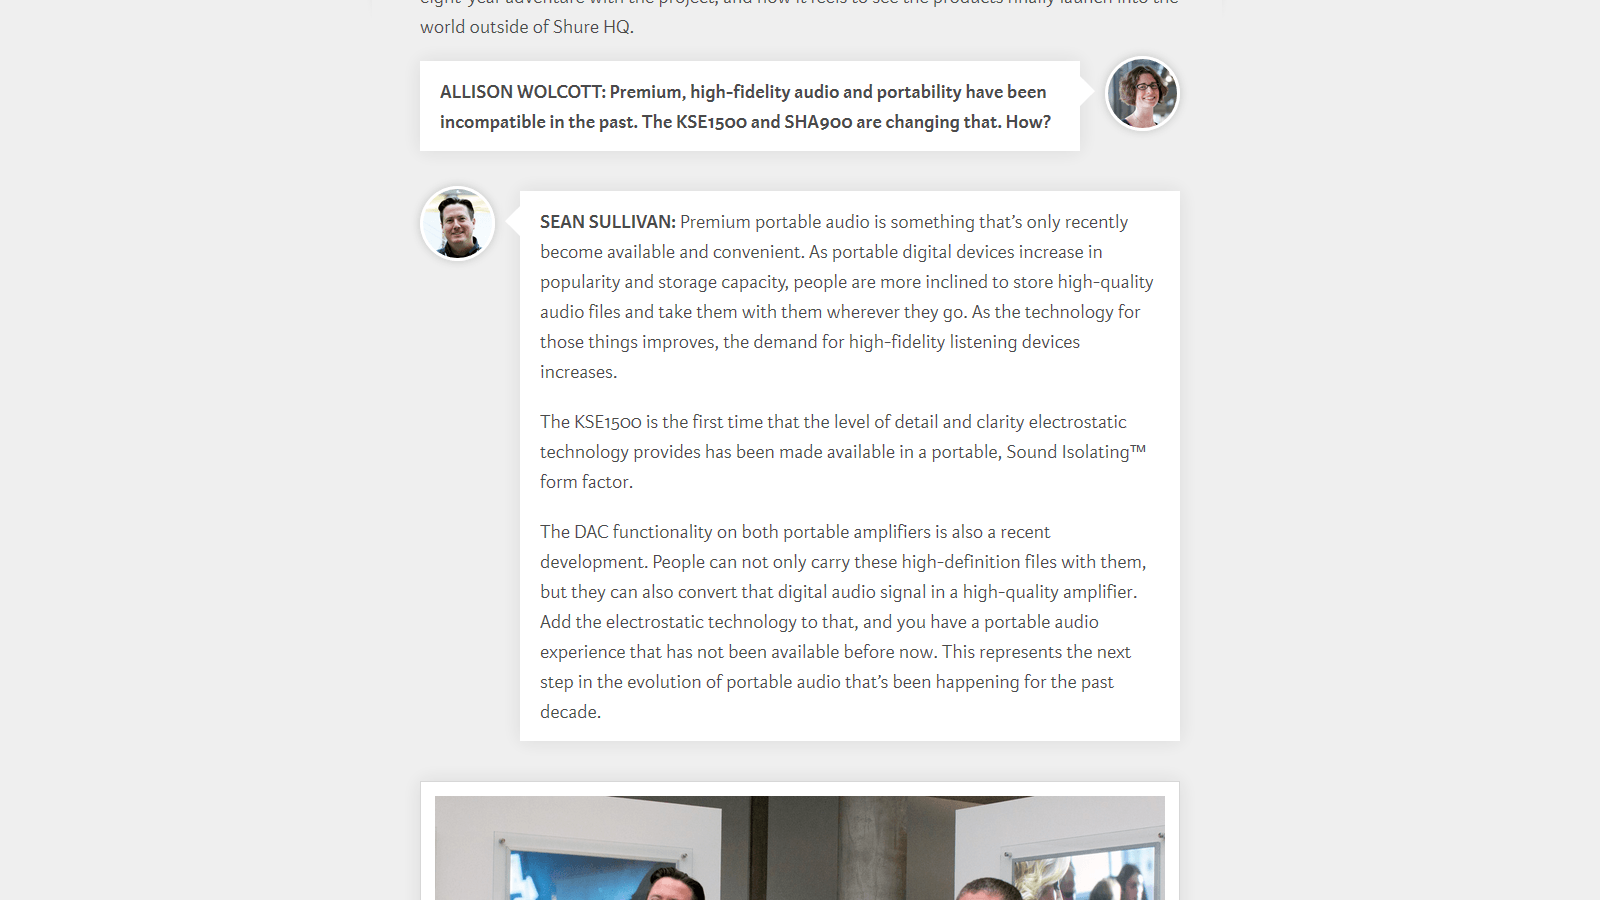 world outside of Shure HQ.
ALLISON WOLCOTT: Premium, high-fidelity audio and portability have been
incompatible in the past. The KSE1500 and SHA900 are changing that. How?
SEAN SULLIVAN: Premium portable audio is something that’s only recently
become available and convenient. As portable digital devices increase in
popularity and storage capacity, people are more inclined to store high-quality
audio files and take them with them wherever they go. As the technology for
those things improves, the demand for high-fidelity listening devices
increases.
The KSE1500 is the first time that the level of detail and clarity electrostatic
technology provides has been made available in a portable, Sound Isolating™
form factor.
The DAC functionality on both portable amplifiers is also a recent
development. People can not only carry these high-definition files with them,
but they can also convert that digital audio signal in a high-quality amplifier.
Add the electrostatic technology to that, and you have a portable audio
experience that has not been available before now. This represents the next
step in the evolution of portable audio that’s been happening for the past
decade.